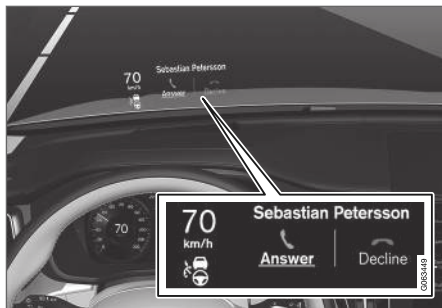 70
km/h
Sebastian Petersson
Answer
Decline
70
70
km/h
Sebastian Petersson
Answer
Decline
G063449